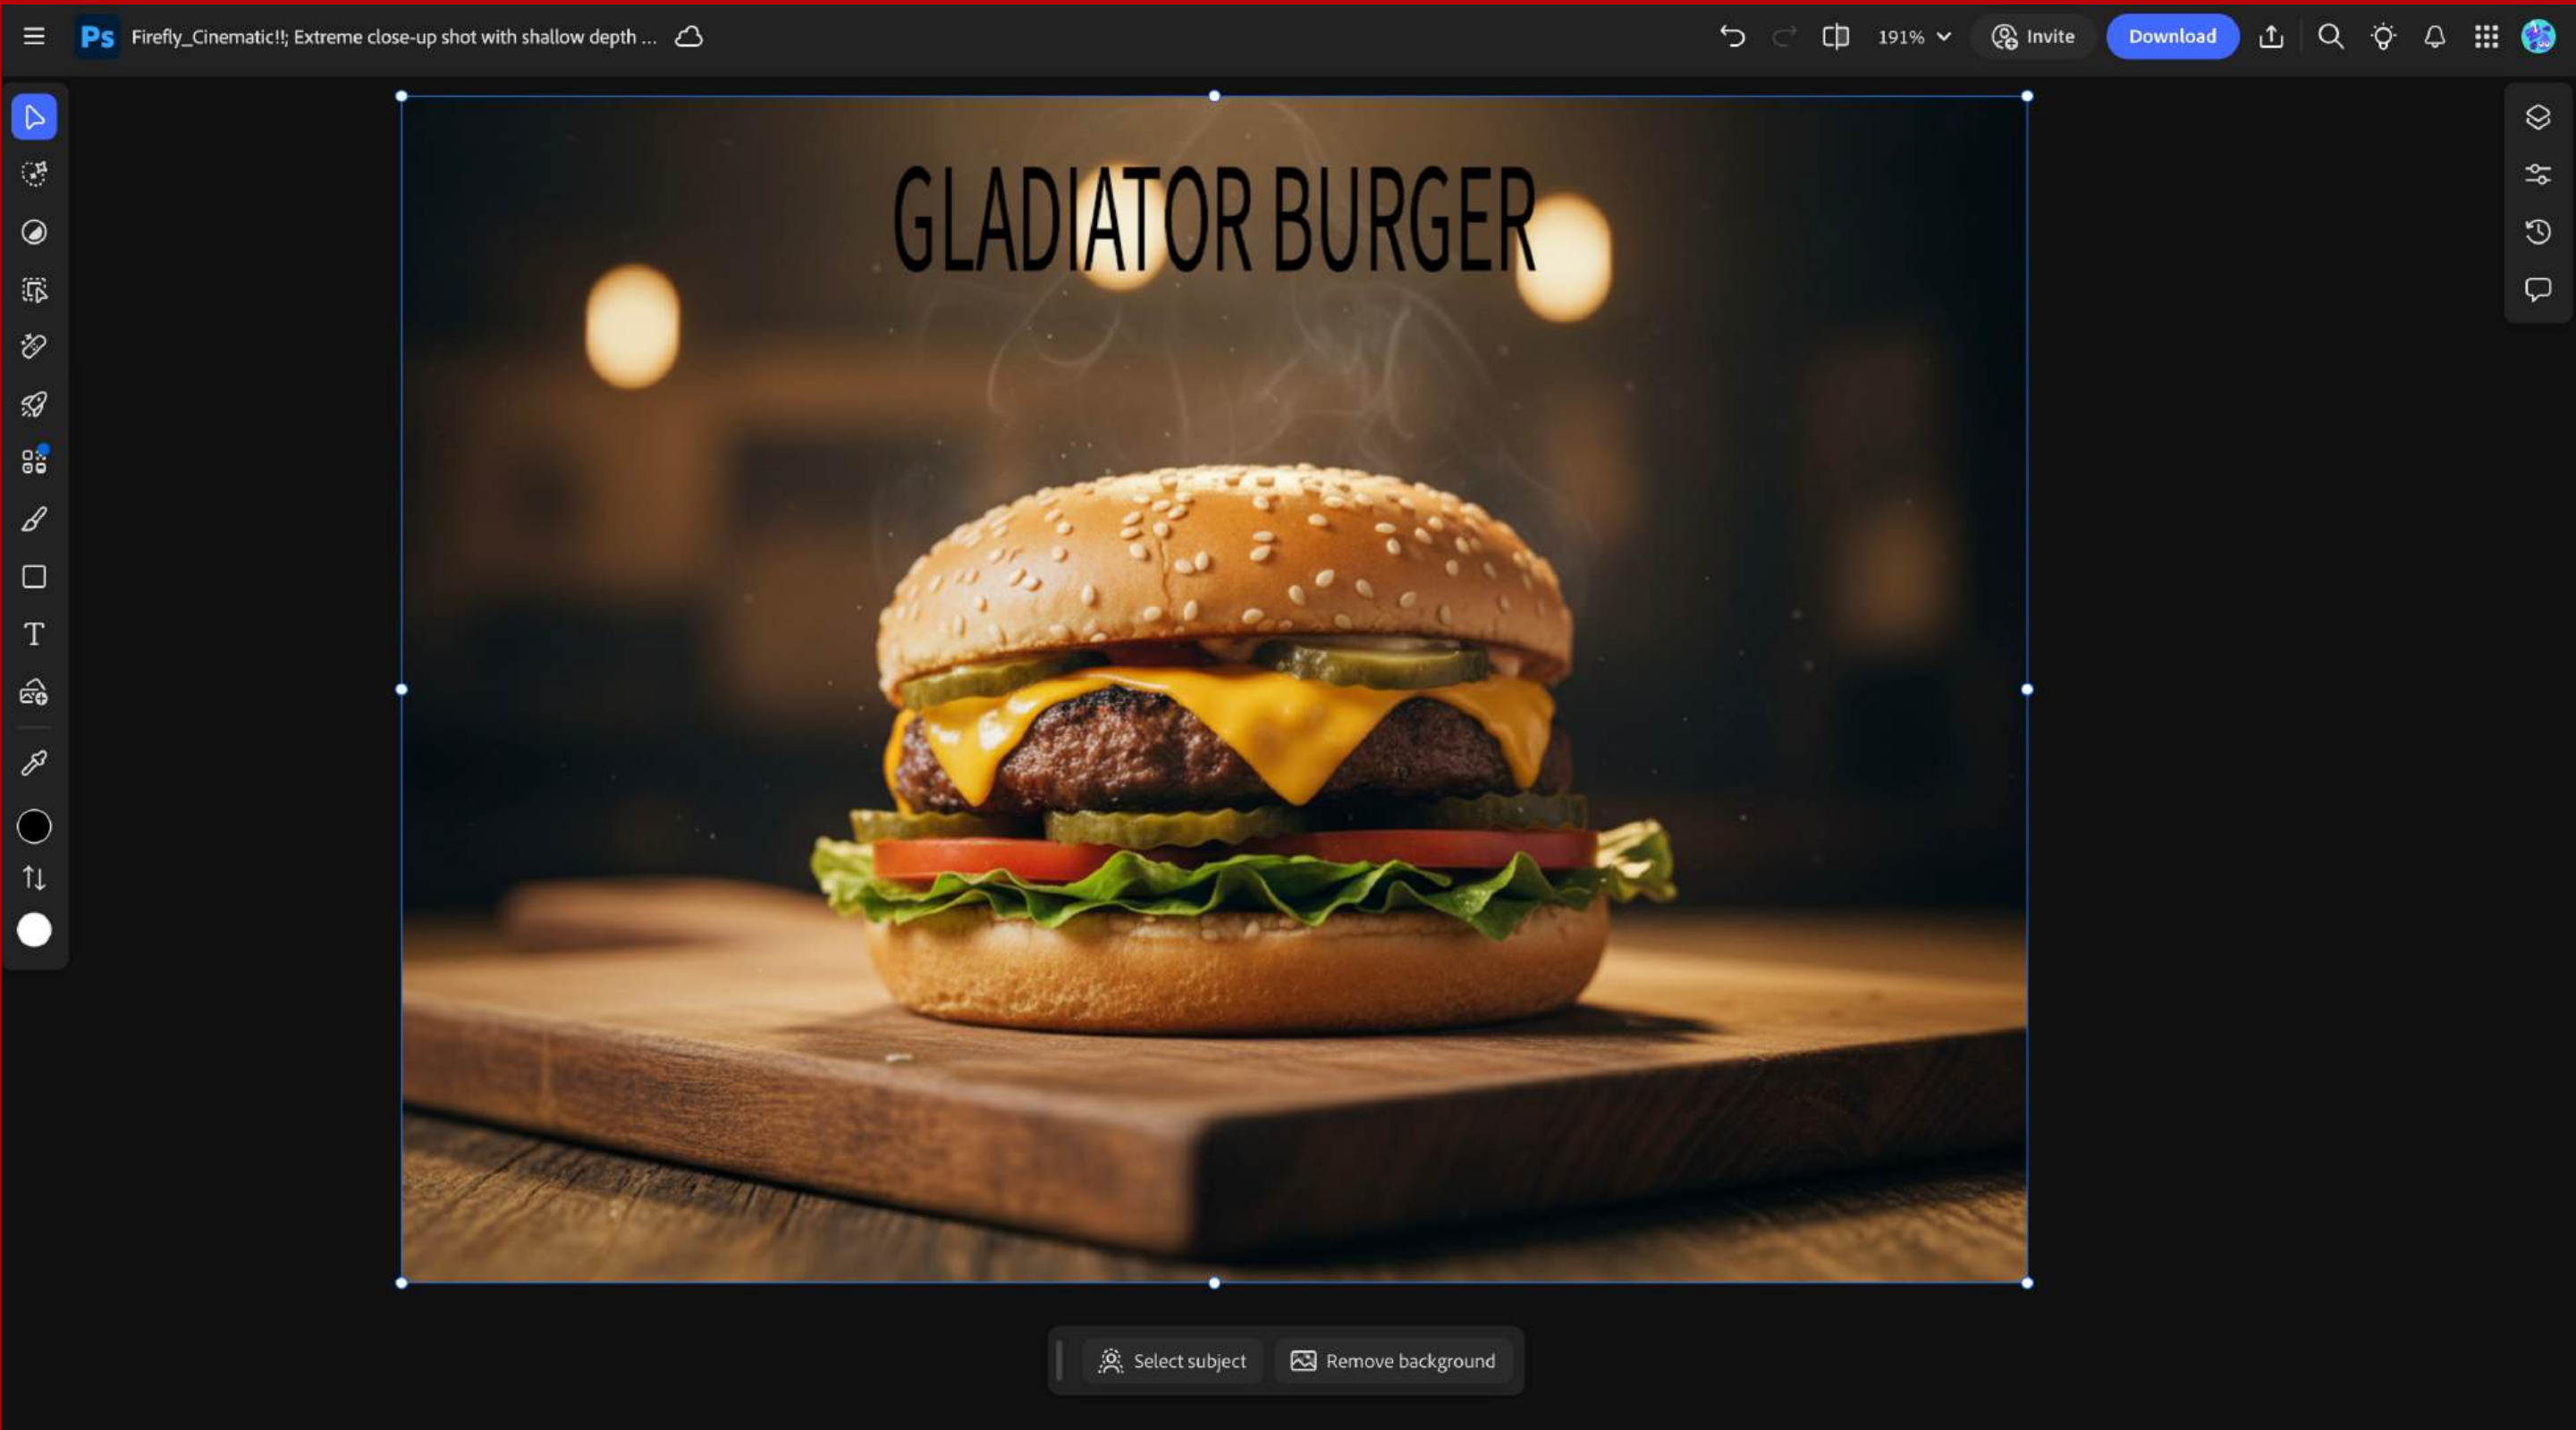 Ps Firefly_Cinematic!!; Extreme close-up shot with shallow depth ... 191% Invite Download
GLADIATOR BURGER
T
Select subject Remove background